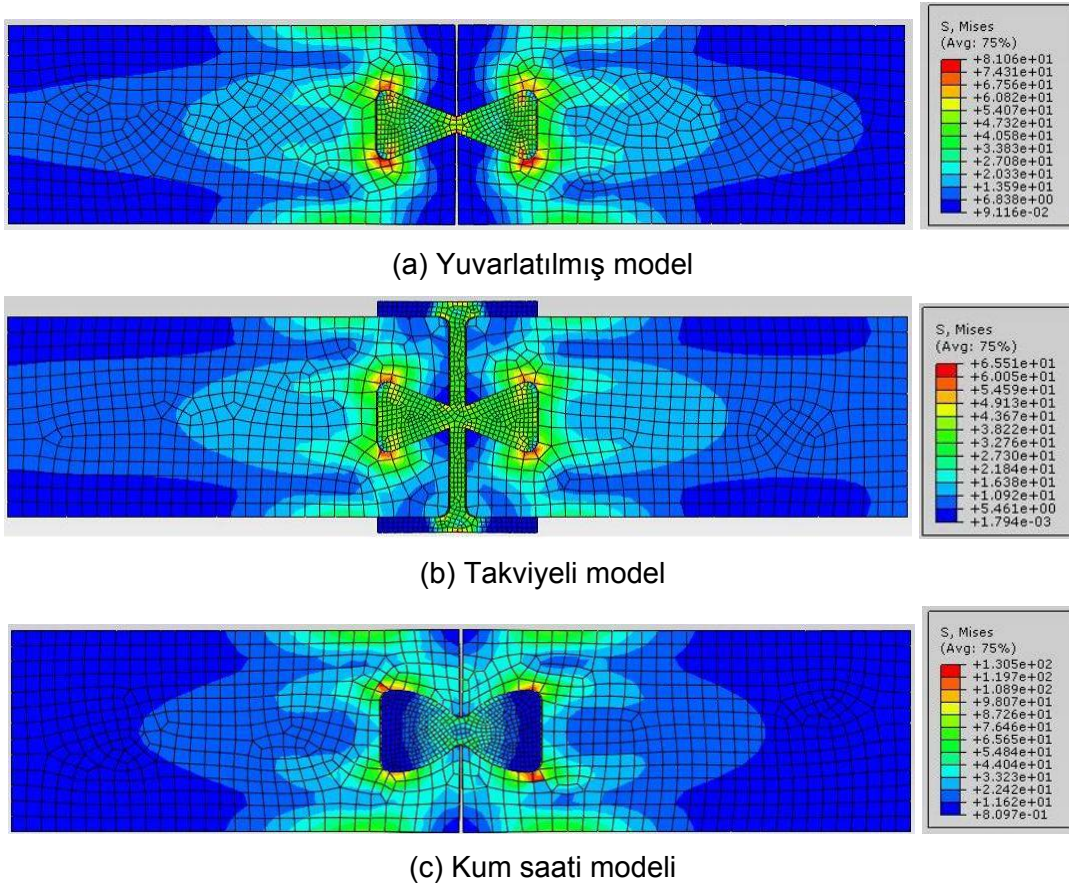 S, Mises
(Avg: 75%)
+8.106e+01
+7.431e+01
+6.756e+01
+6.082e+01
+5.407e+01
+4.732e+01
+4.058e+01
+3.383e+01
+2.708e+01
+2.033e+01
+1.359e+01
+6.838e+00
+9.116e-02
(a) Yuvarlatılmış model
S, Mises
(Avg: 75%)
+6.551e+01
+6.005e+01
+5.459e+01
+4.913e+01
+4.367e+01
+3.822e+01
+3.276e+01
+2.730e+01
+2.184e+01
+1.638e+01
+1.092e+01
+5.461e+00
+1.794e-03
(b) Takviyeli model
S, Mises
(Avg: 75%)
+1.305e+02
+1.197e+02
+1.089e+02
+9.807e+01
+8.726e+01
+7.646e+01
+6.565e+01
+5.484e+01
+4.404e+01
+3.323e+01
+2.242e+01
+1.162e+01
+8.097e-01
(c) Kum saati modeli